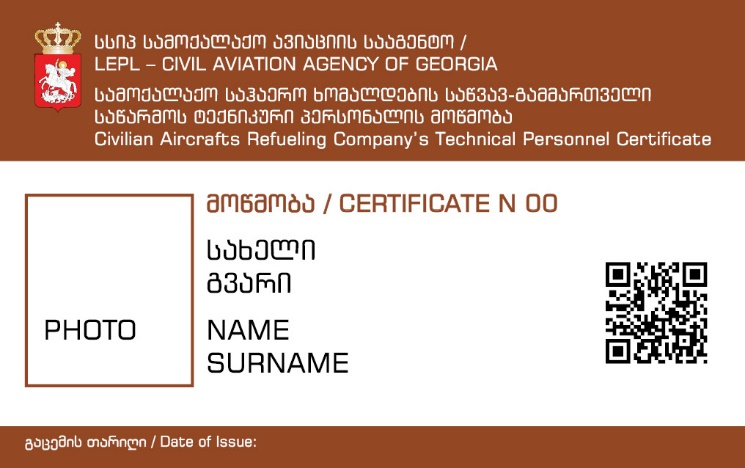 სსიპ სამოქალაქო ავიაციის სააგენტო /
LEPL – CIVIL AVIATION AGENCY OF GEORGIA
სამოქალაქო საჰაერო ხომალდების საწვავ-გამმართველი
საწარმოს ტექნიკური პერსონალის მოწმობა
Civilian Aircrafts Refueling Company's Technical Personnel Certificate
მოწმობა / CERTIFICATE N 00
სახელი
გვარი
PHOTO
NAME
SURNAME
გაცემის თარიღი / Date of Issue: